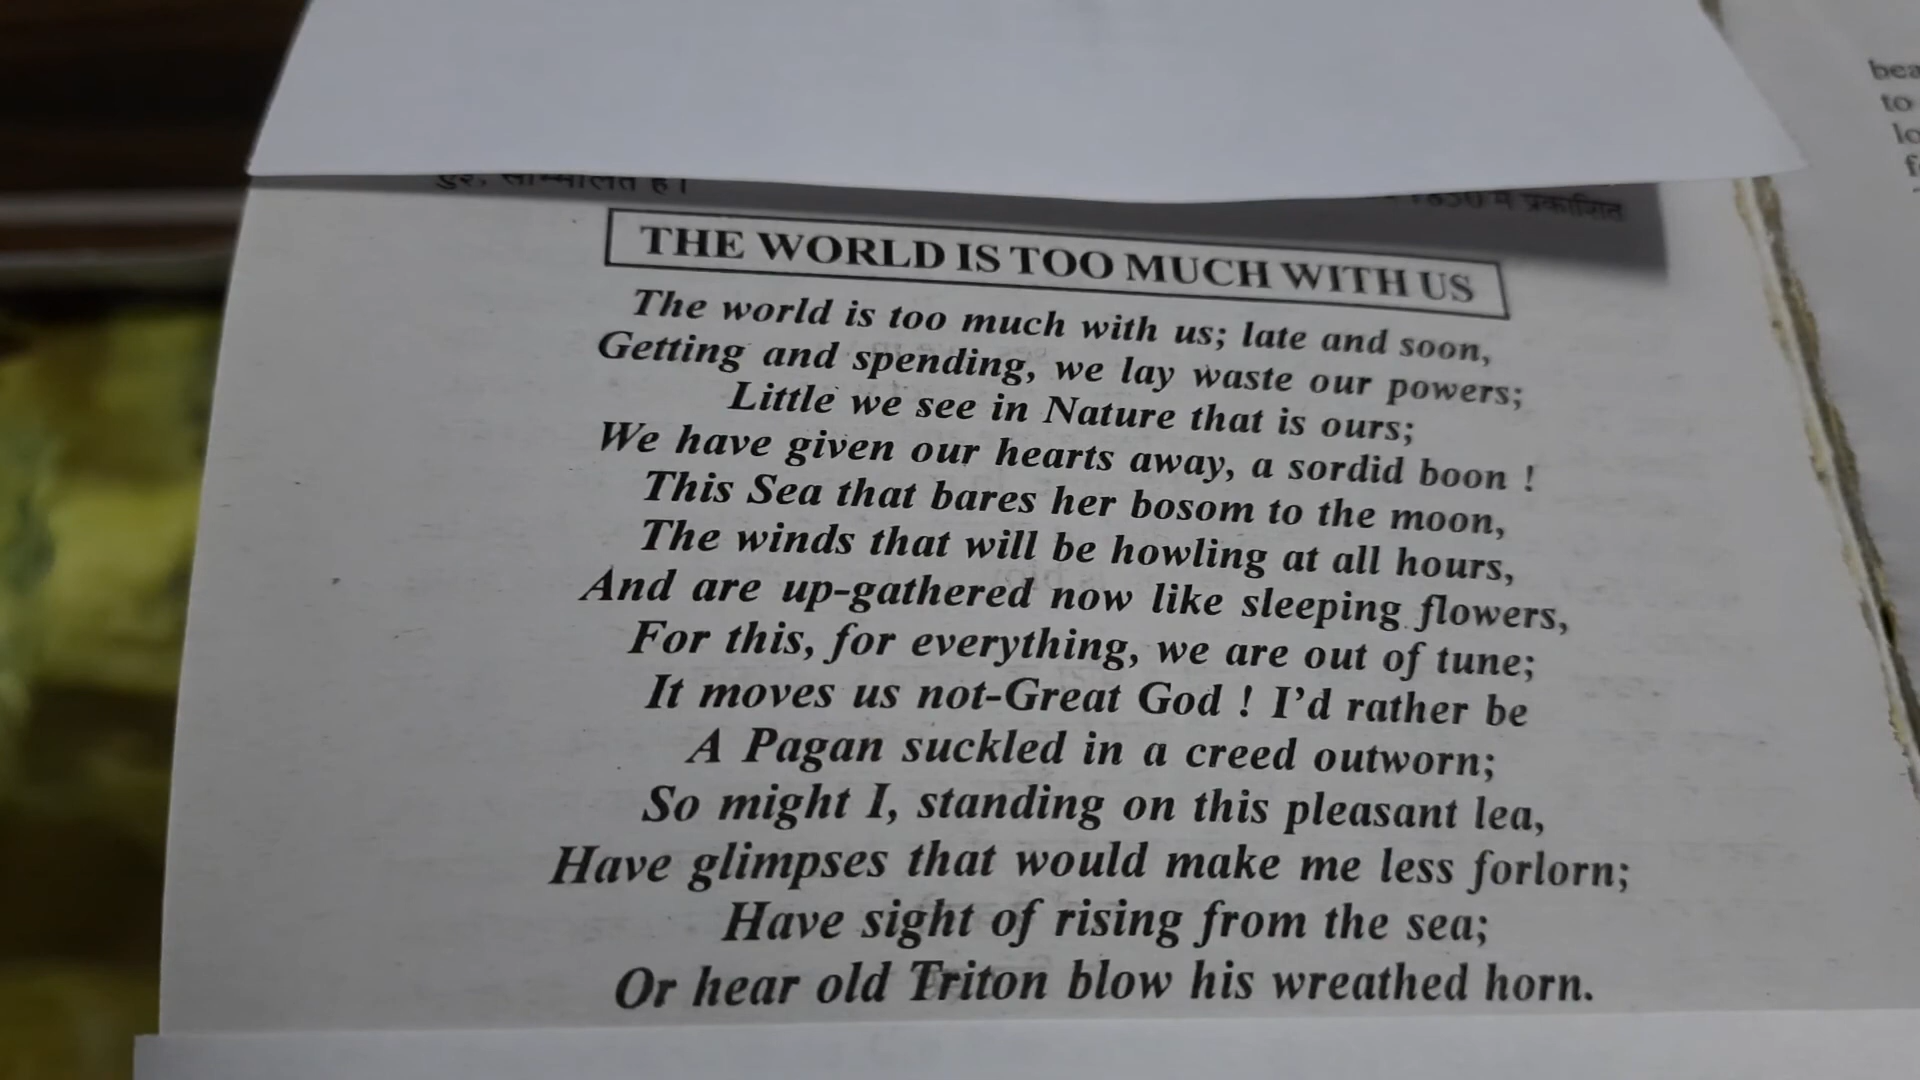 हुई, सम्मिलित है।
1830 में प्रकाशित
THE WORLD IS TOO MUCH WITH US
The world is too much with us; late and soon,
Getting and spending, we lay waste our powers;
Little we see in Nature that is ours;
We have given our hearts away, a sordid boon !
This Sea that bares her bosom to the moon,
The winds that will be howling at all hours,
And are up-gathered now like sleeping flowers,
For this, for everything, we are out of tune;
It moves us not-Great God ! I’d rather be
A Pagan suckled in a creed outworn;
So might I, standing on this pleasant lea,
Have glimpses that would make me less forlorn;
Have sight of rising from the sea;
Or hear old Triton blow his wreathed horn.
to